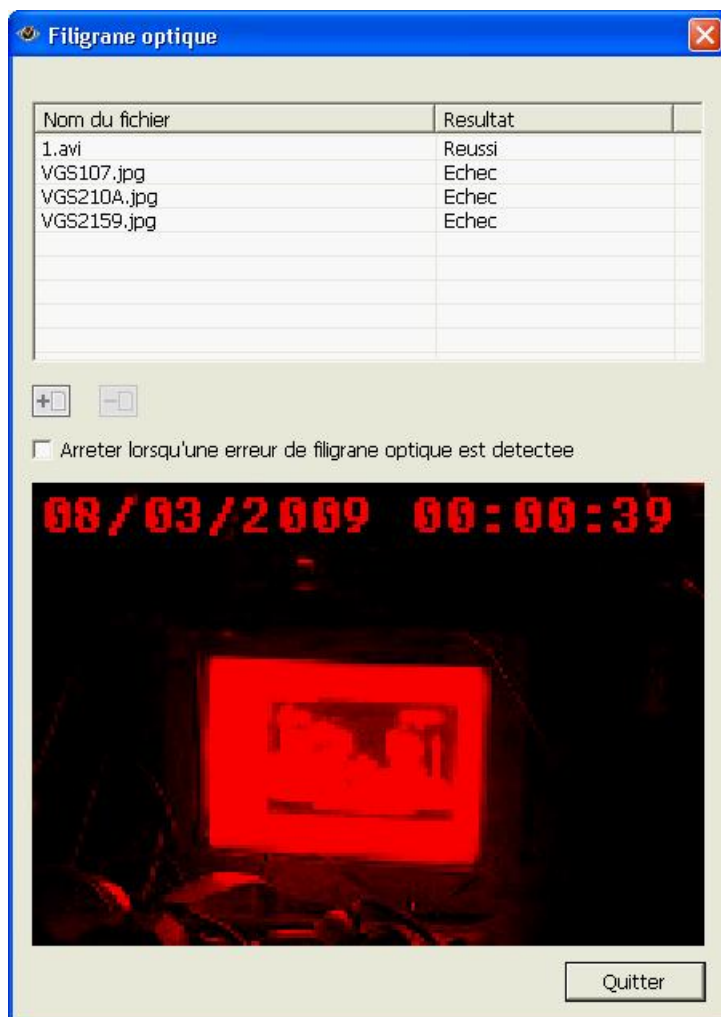 Filigrane optique
Nom du fichier Resultat
1.avi Reussi
VGS107.jpg Echec
VGS210A.jpg Echec
VGS2159.jpg Echec
Arreter lorsqu'une erreur de filigrane optique est detectee
08/03/2009 00:00:39
Quitter